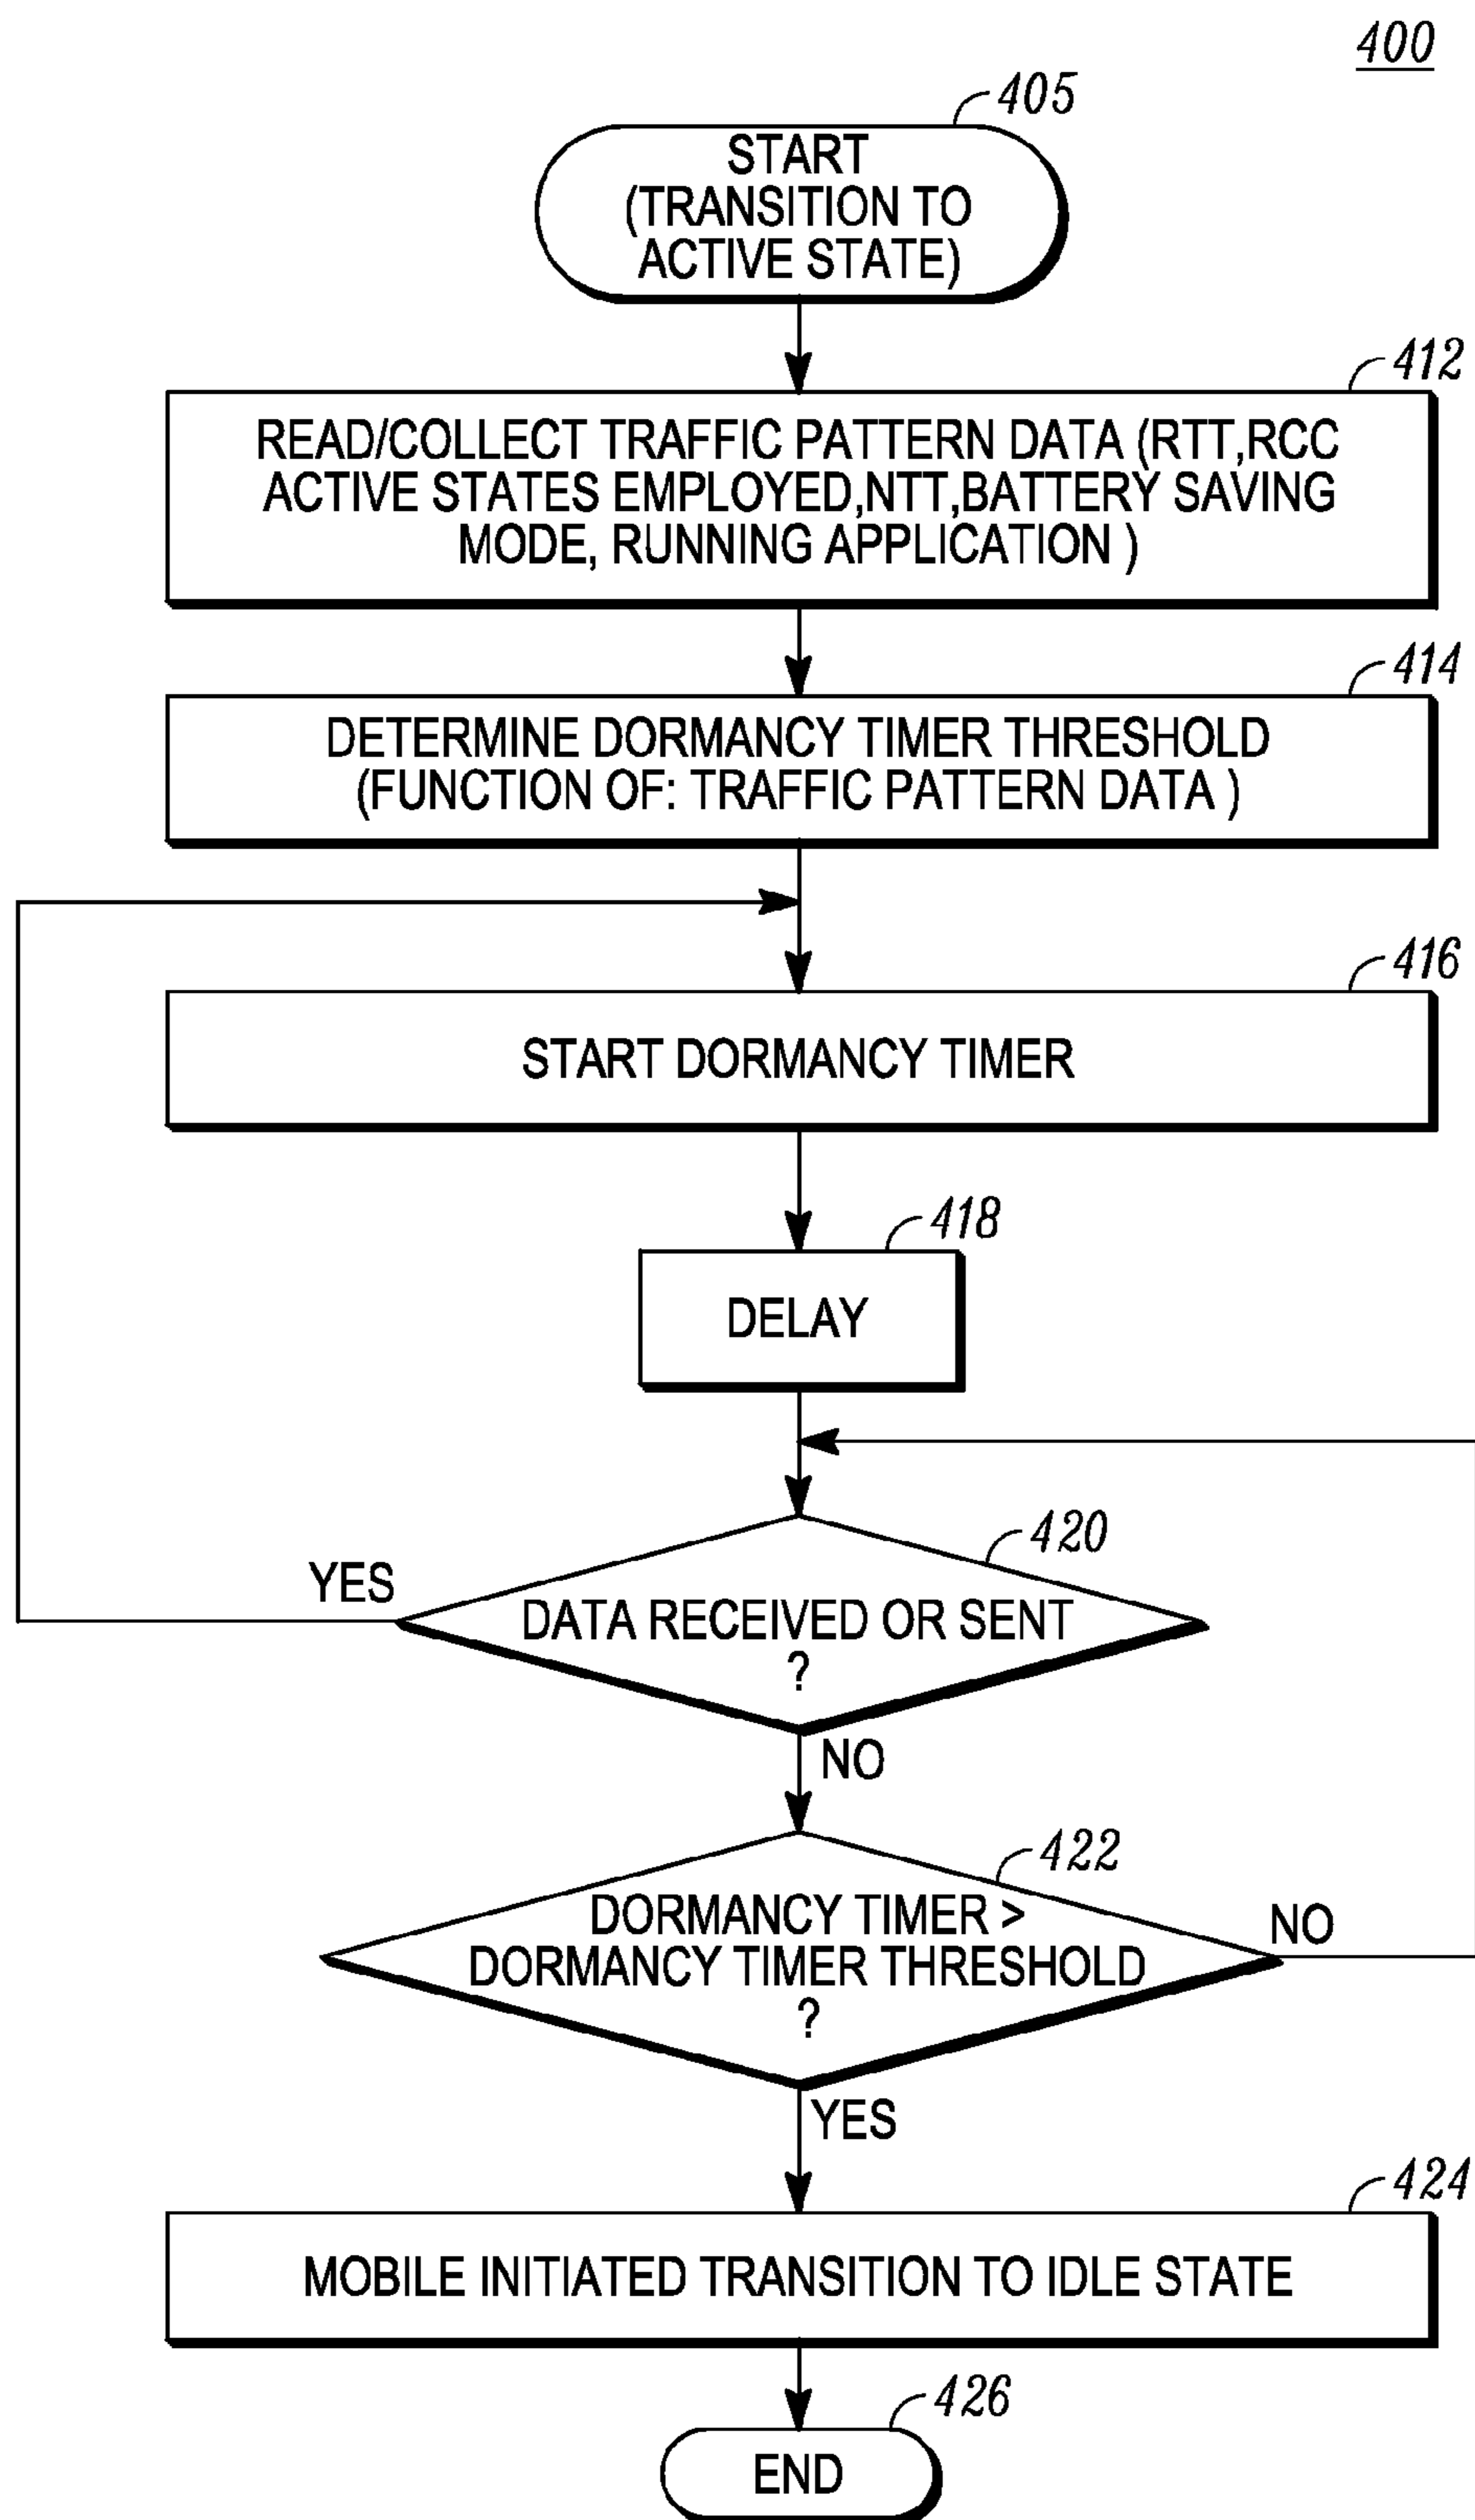 400
405
START
(TRANSITION TO
ACTIVE STATE)
412
READ/COLLECT TRAFFIC PATTERN DATA (RTT,RCC
ACTIVE STATES EMPLOYED,NTT,BATTERY SAVING
MODE, RUNNING APPLICATION )
414
DETERMINE DORMANCY TIMER THRESHOLD
(FUNCTION OF: TRAFFIC PATTERN DATA )
416
START DORMANCY TIMER
418
DELAY
420
YES
DATA RECEIVED OR SENT
?
NO
422
DORMANCY TIMER >
NO
DORMANCY TIMER THRESHOLD
?
YES
424
MOBILE INITIATED TRANSITION TO IDLE STATE
426
END